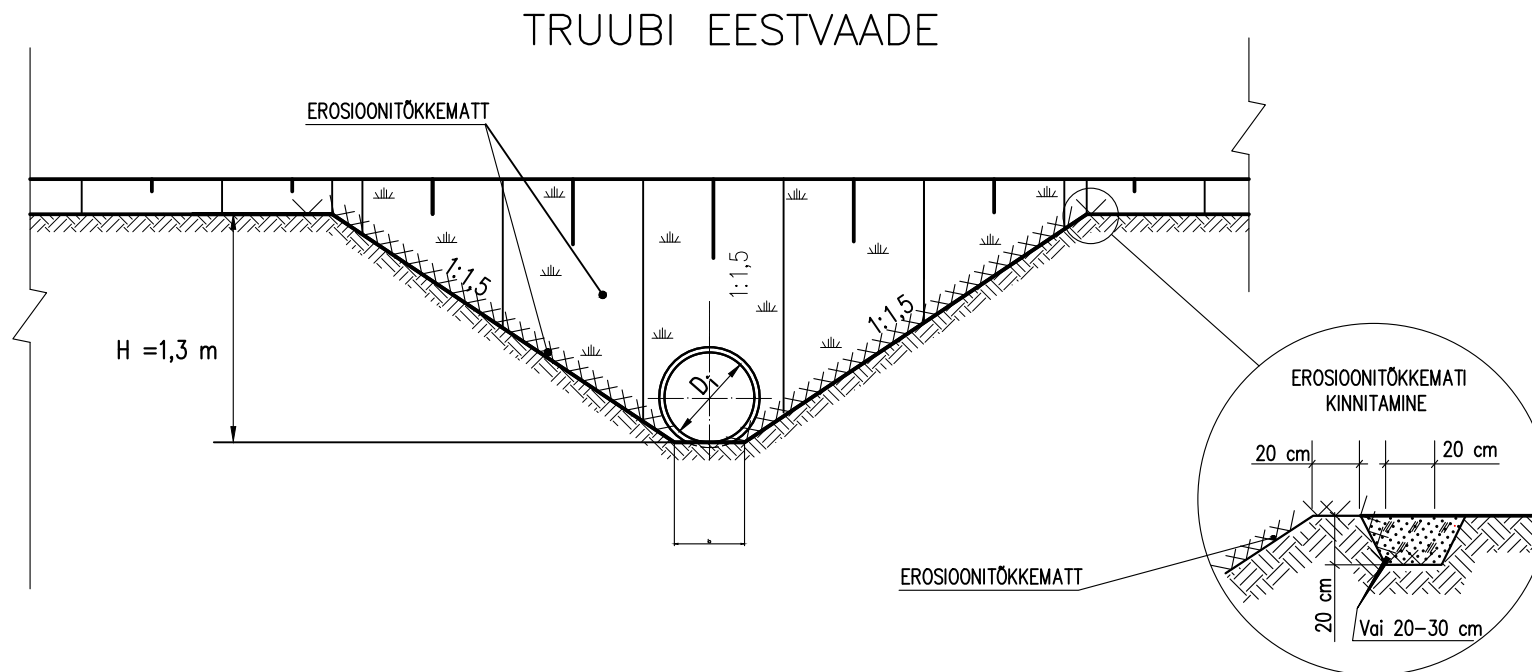 TRUUBI EESTVAADE
EROSIOONITÕKKEMATT
1:1,5
1:1,5
1:1,5
H =1,3 m
Di
EROSIOONITÕKKEMATI
KINNITAMINE
20 cm
20 cm
EROSIOONITÕKKEMATT
20 cm
Vai 20-30 cm